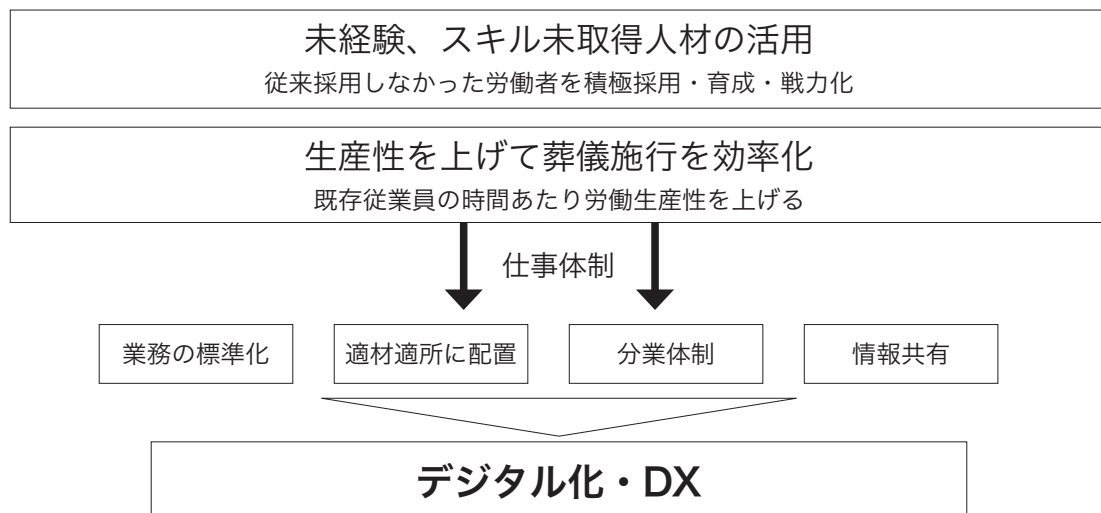 未経験、スキル未取得人材の活用
従来採用しなかった労働者を積極採用・育成・戦力化
生産性を上げて葬儀施行を効率化
既存従業員の時間あたり労働生産性を上げる
仕事体制
業務の標準化
適材適所に配置
分業体制
情報共有
デジタル化・DX